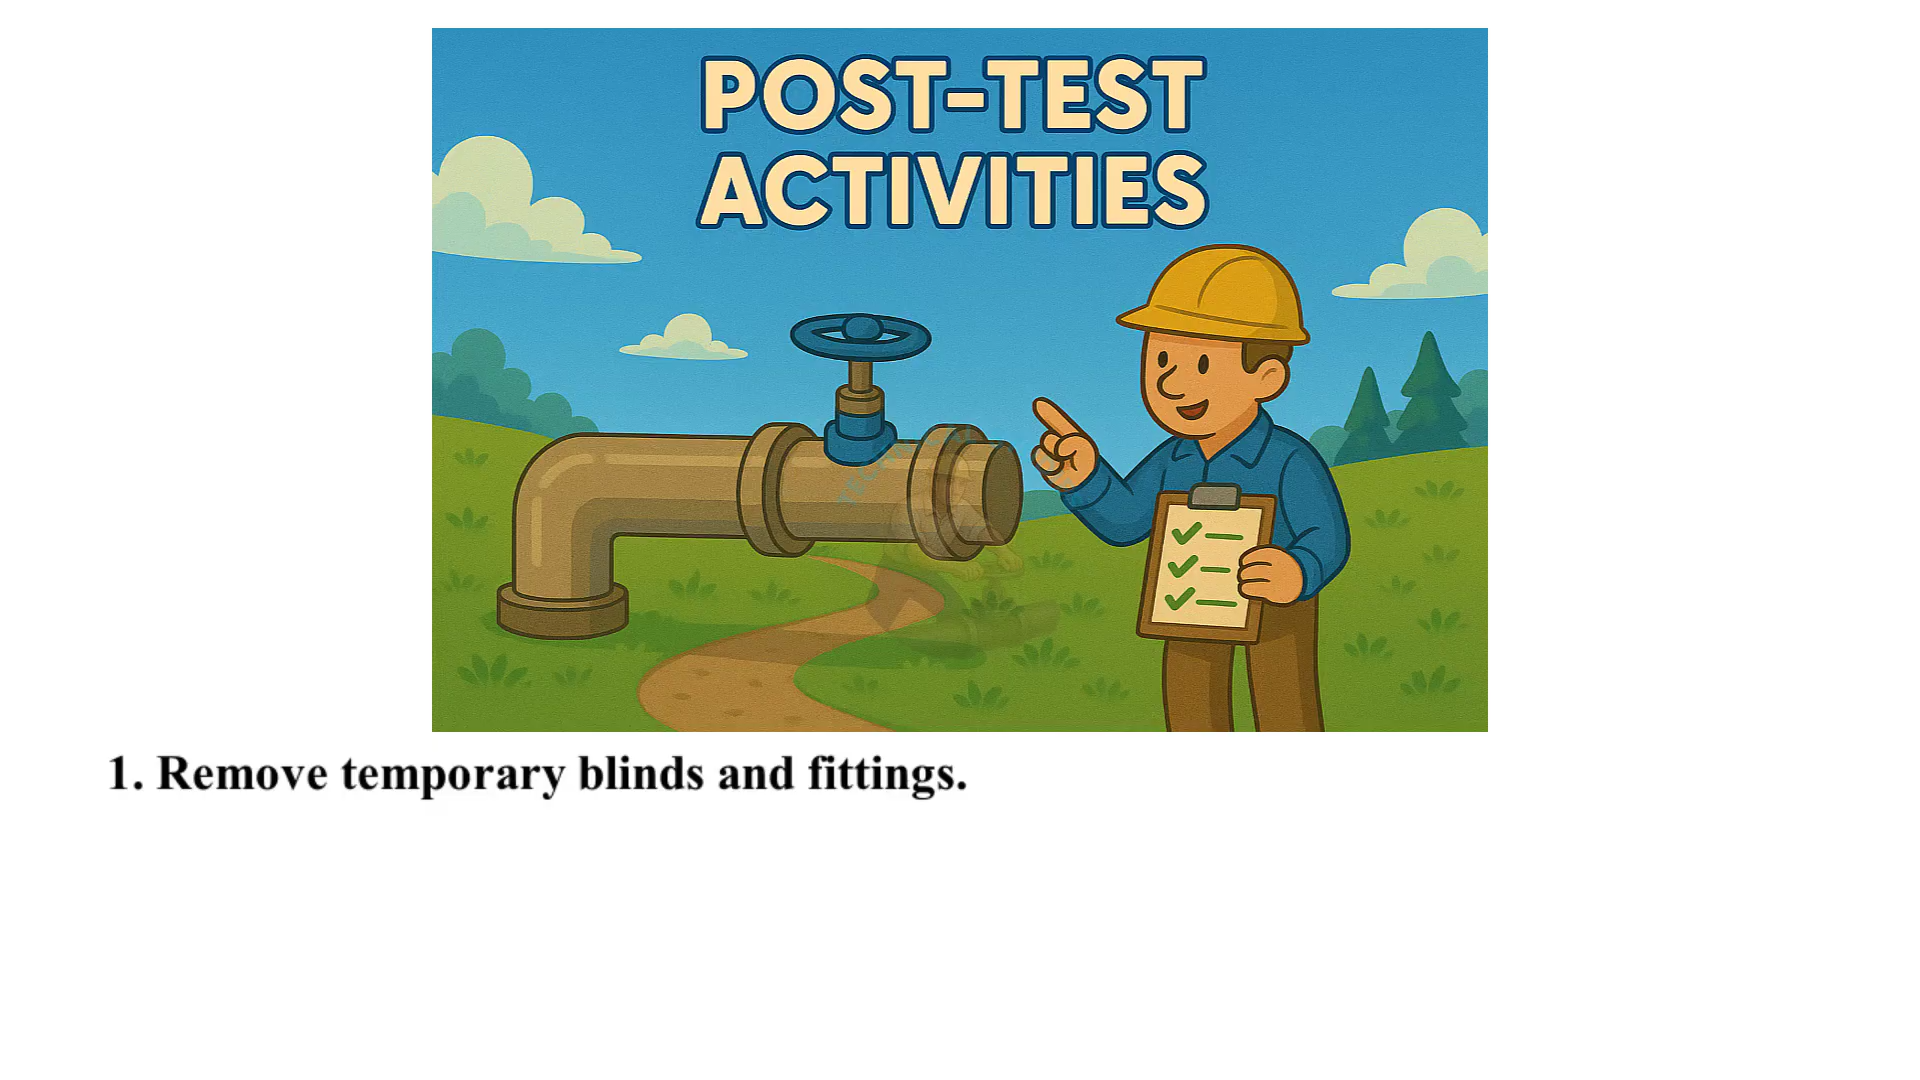 POST-TEST
ACTIVITIES
1. Remove temporary blinds and fittings.